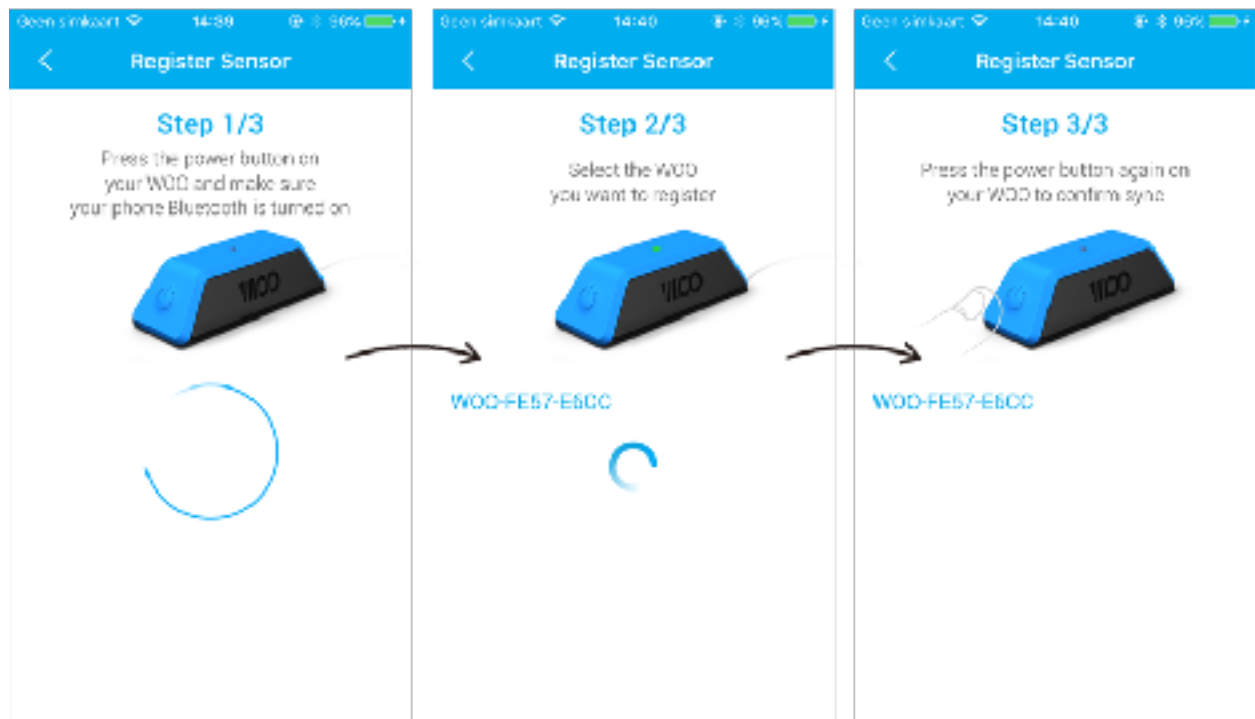 Geen simkaart 14:39 96%
Register Sensor
Step 1/3
Press the power button on
your WOO and make sure
your phone Bluetooth is turned on
WOO
Geen simkaart 14:40 96%
Register Sensor
Step 2/3
Select the WOO
you want to register
WOO
WOO-FE57-E6CC
Geen simkaart 14:40 96%
Register Sensor
Step 3/3
Press the power button again on
your WOO to confirm sync
WOO
WOO-FE57-E6CC